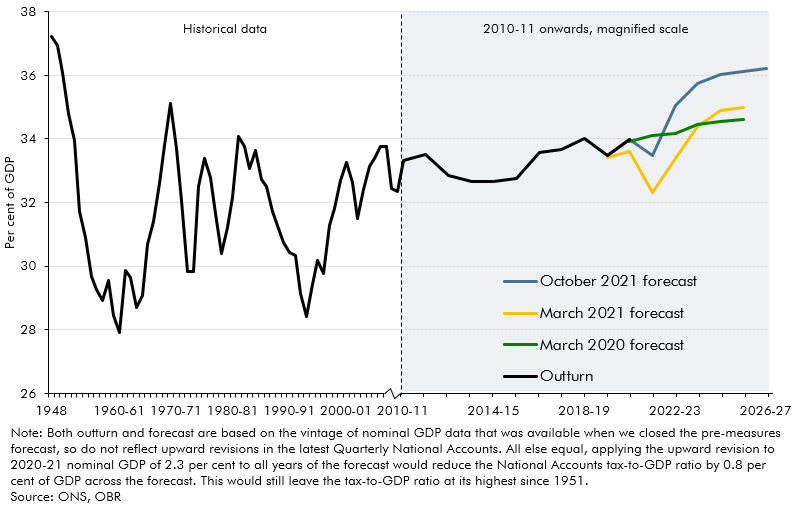 38
36
34
32
30
28
26
Per cent of GDP
Historical data
2010-11 onwards, magnified scale
October 2021 forecast
March 2021 forecast
March 2020 forecast
Outturn
1948 1960-61 1970-71 1980-81 1990-91 2000-01 2010-11 2014-15 2018-19 2022-23 2026-27
Note: Both outturn and forecast are based on the vintage of nominal GDP data that was available when we closed the pre-measures
forecast, so do not reflect upward revisions in the latest Quarterly National Accounts. All else equal, applying the upward revision to
2020-21 nominal GDP of 2.3 per cent to all years of the forecast would reduce the National Accounts tax-to-GDP ratio by 0.8 per
cent of GDP across the forecast. This would still leave the tax-to-GDP ratio at its highest since 1951.
Source: ONS, OBR